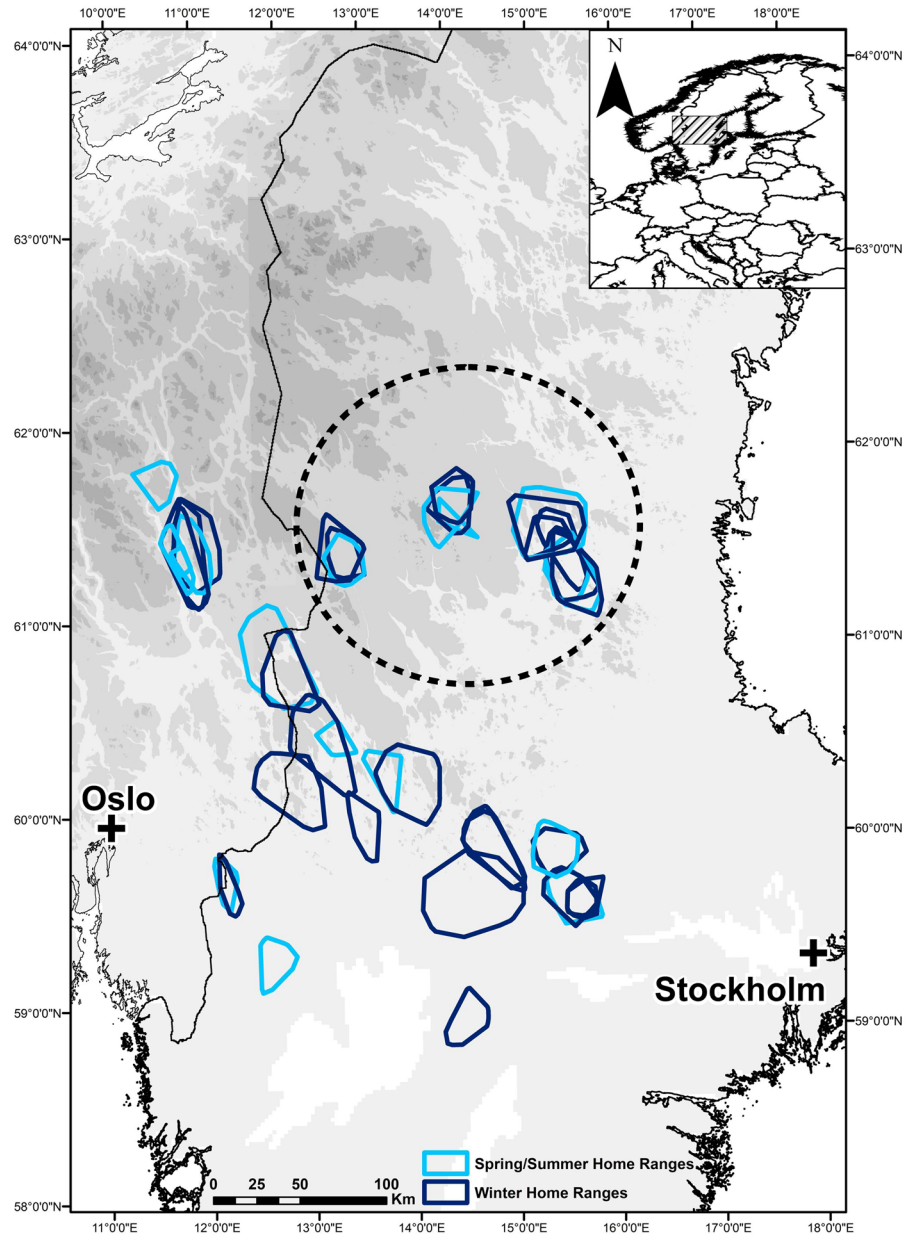 10°0'0"E 11°0'0"E 12°0'0"E 13°0'0"E 14°0'0"E 15°0'0"E 16°0'0"E 17°0'0"E 18°0'0"E
64°0'0"N 64°0'0"N
N
63°0'0"N 63°0'0"N
62°0'0"N 62°0'0"N
61°0'0"N 61°0'0"N
Oslo
60°0'0"N 60°0'0"N
Stockholm
59°0'0"N 59°0'0"N
Spring/Summer Home Ranges
Winter Home Ranges
0 25 50 100
Km
58°0'0"N 58°0'0"N
11°0'0"E 12°0'0"E 13°0'0"E 14°0'0"E 15°0'0"E 16°0'0"E 17°0'0"E 18°0'0"E